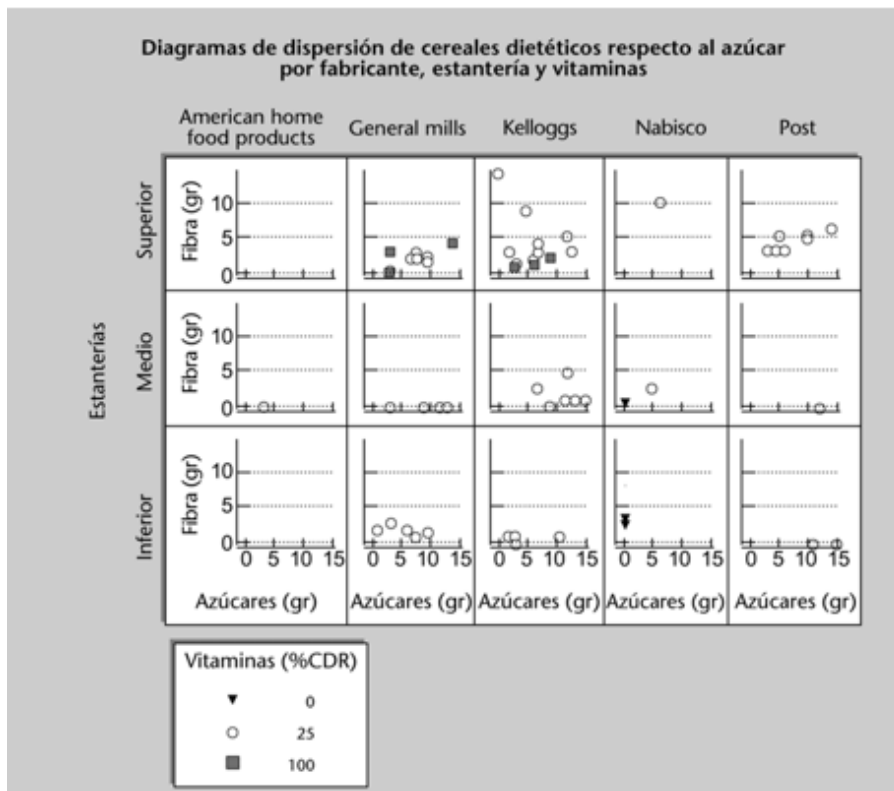 Diagramas de dispersión de cereales dietéticos respecto al azúcar
por fabricante, estantería y vitaminas
American home
food products
General mills
Kelloggs
Nabisco
Post
Estanterías
Superior
Fibra (gr)
10
5
0
Medio
Fibra (gr)
10
5
0
Inferior
Fibra (gr)
10
5
0
0 5 10 15
0 5 10 15
0 5 10 15
0 5 10 15
0 5 10 15
Azúcares (gr)
Azúcares (gr)
Azúcares (gr)
Azúcares (gr)
Azúcares (gr)
Vitaminas (%CDR)
0
25
100